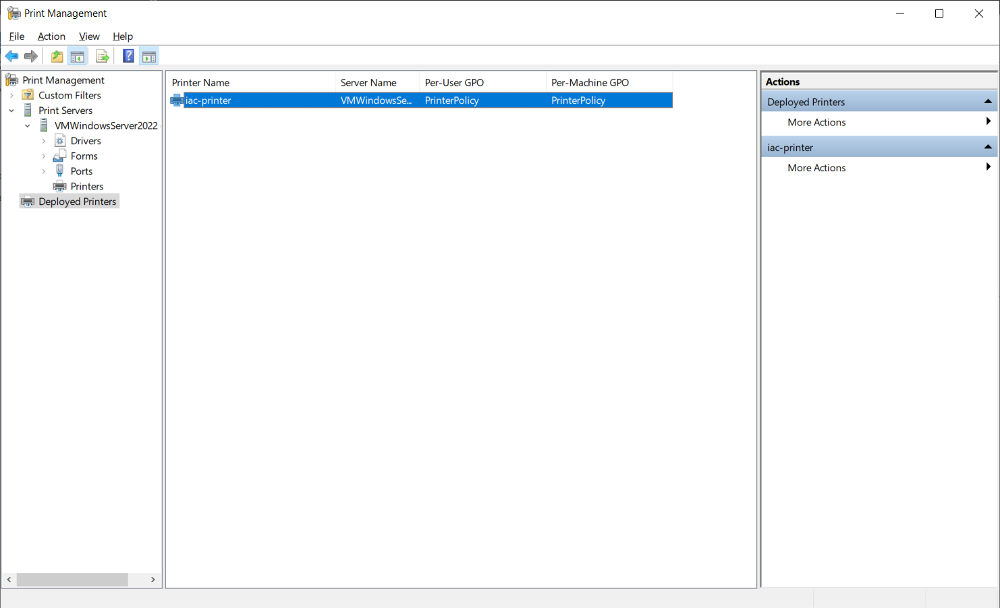 Print Management
File Action View Help
Print Management
Custom Filters
Print Servers
VMWindowsServer2022
Drivers
Forms
Ports
Printers
Deployed Printers
Printer Name Server Name Per-User GPO Per-Machine GPO
iac-printer VMWindowsSe... PrinterPolicy PrinterPolicy
Actions
Deployed Printers
More Actions
iac-printer
More Actions